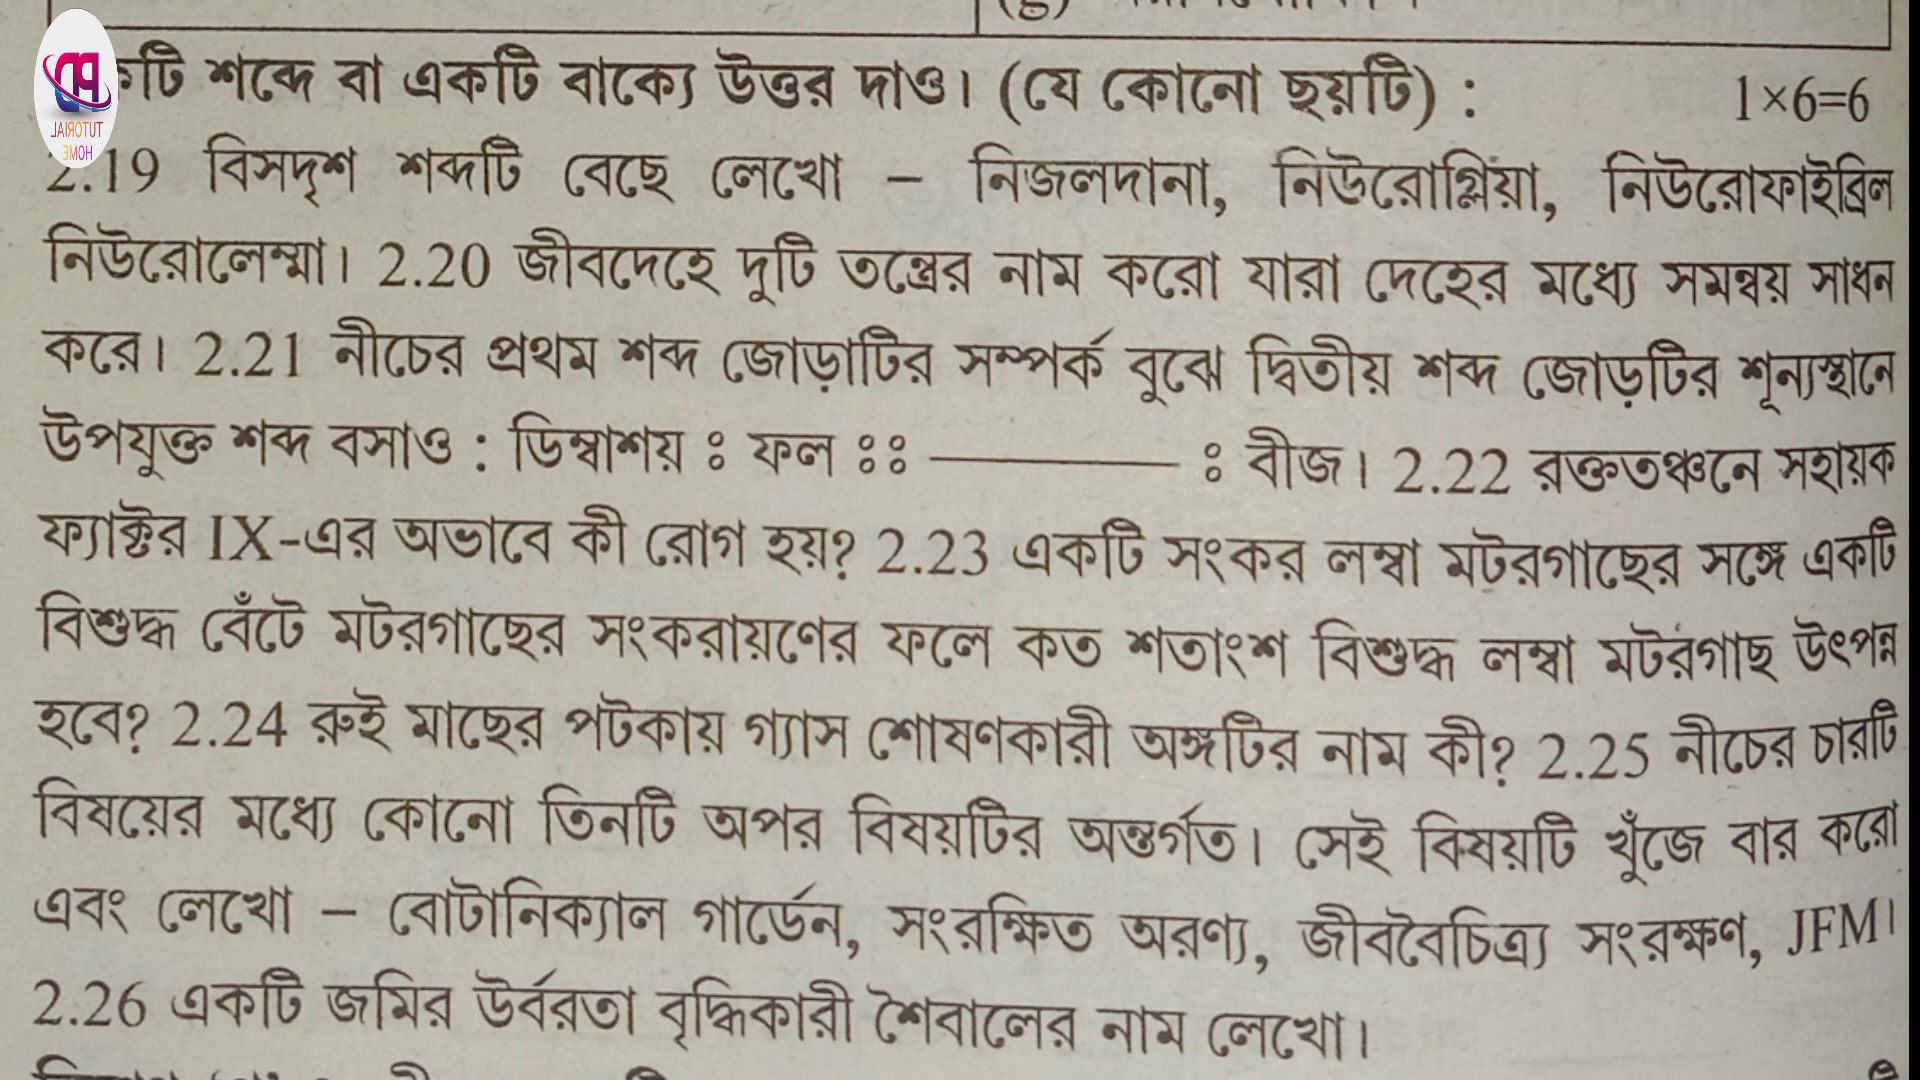 টি শব্দে বা একটি বাক্যে উত্তর দাও। (যে কোনো ছয়টি) : 1×6=6
TUTORIAL
HOME
2.19 বিসদৃশ শব্দটি বেছে লেখো – নিজলদানা, নিউরোগ্লিয়া, নিউরোফাইব্রিল
নিউরোলেম্মা। 2.20 জীবদেহে দুটি তন্ত্রের নাম করো যারা দেহের মধ্যে সমন্বয় সাধন
করে। 2.21 নীচের প্রথম শব্দ জোড়াটির সম্পর্ক বুঝে দ্বিতীয় শব্দ জোড়টির শূন্যস্থানে
উপযুক্ত শব্দ বসাও : ডিম্বাশয় ঃ ফল ঃঃ ———— ঃ বীজ। 2.22 রক্ততঞ্চনে সহায়ক
ফ্যাক্টর IX-এর অভাবে কী রোগ হয়? 2.23 একটি সংকর লম্বা মটরগাছের সঙ্গে একটি
বিশুদ্ধ বেঁটে মটরগাছের সংকরায়ণের ফলে কত শতাংশ বিশুদ্ধ লম্বা মটরগাছ উৎপন্ন
হবে? 2.24 রুই মাছের পটকায় গ্যাস শোষণকারী অঙ্গটির নাম কী? 2.25 নীচের চারটি
বিষয়ের মধ্যে কোনো তিনটি অপর বিষয়টির অন্তর্গত। সেই বিষয়টি খুঁজে বার করো
এবং লেখো – বোটানিক্যাল গার্ডেন, সংরক্ষিত অরণ্য, জীববৈচিত্র্য সংরক্ষণ, JFM।
2.26 একটি জমির উর্বরতা বৃদ্ধিকারী শৈবালের নাম লেখো।